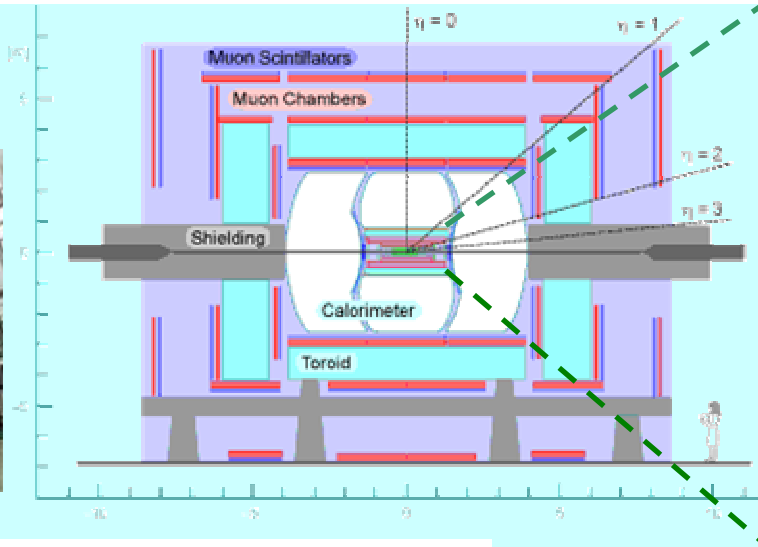 η = 0
η = 1
Muon Scintillators
Muon Chambers
η = 2
η = 3
Shielding
Calorimeter
Toroid